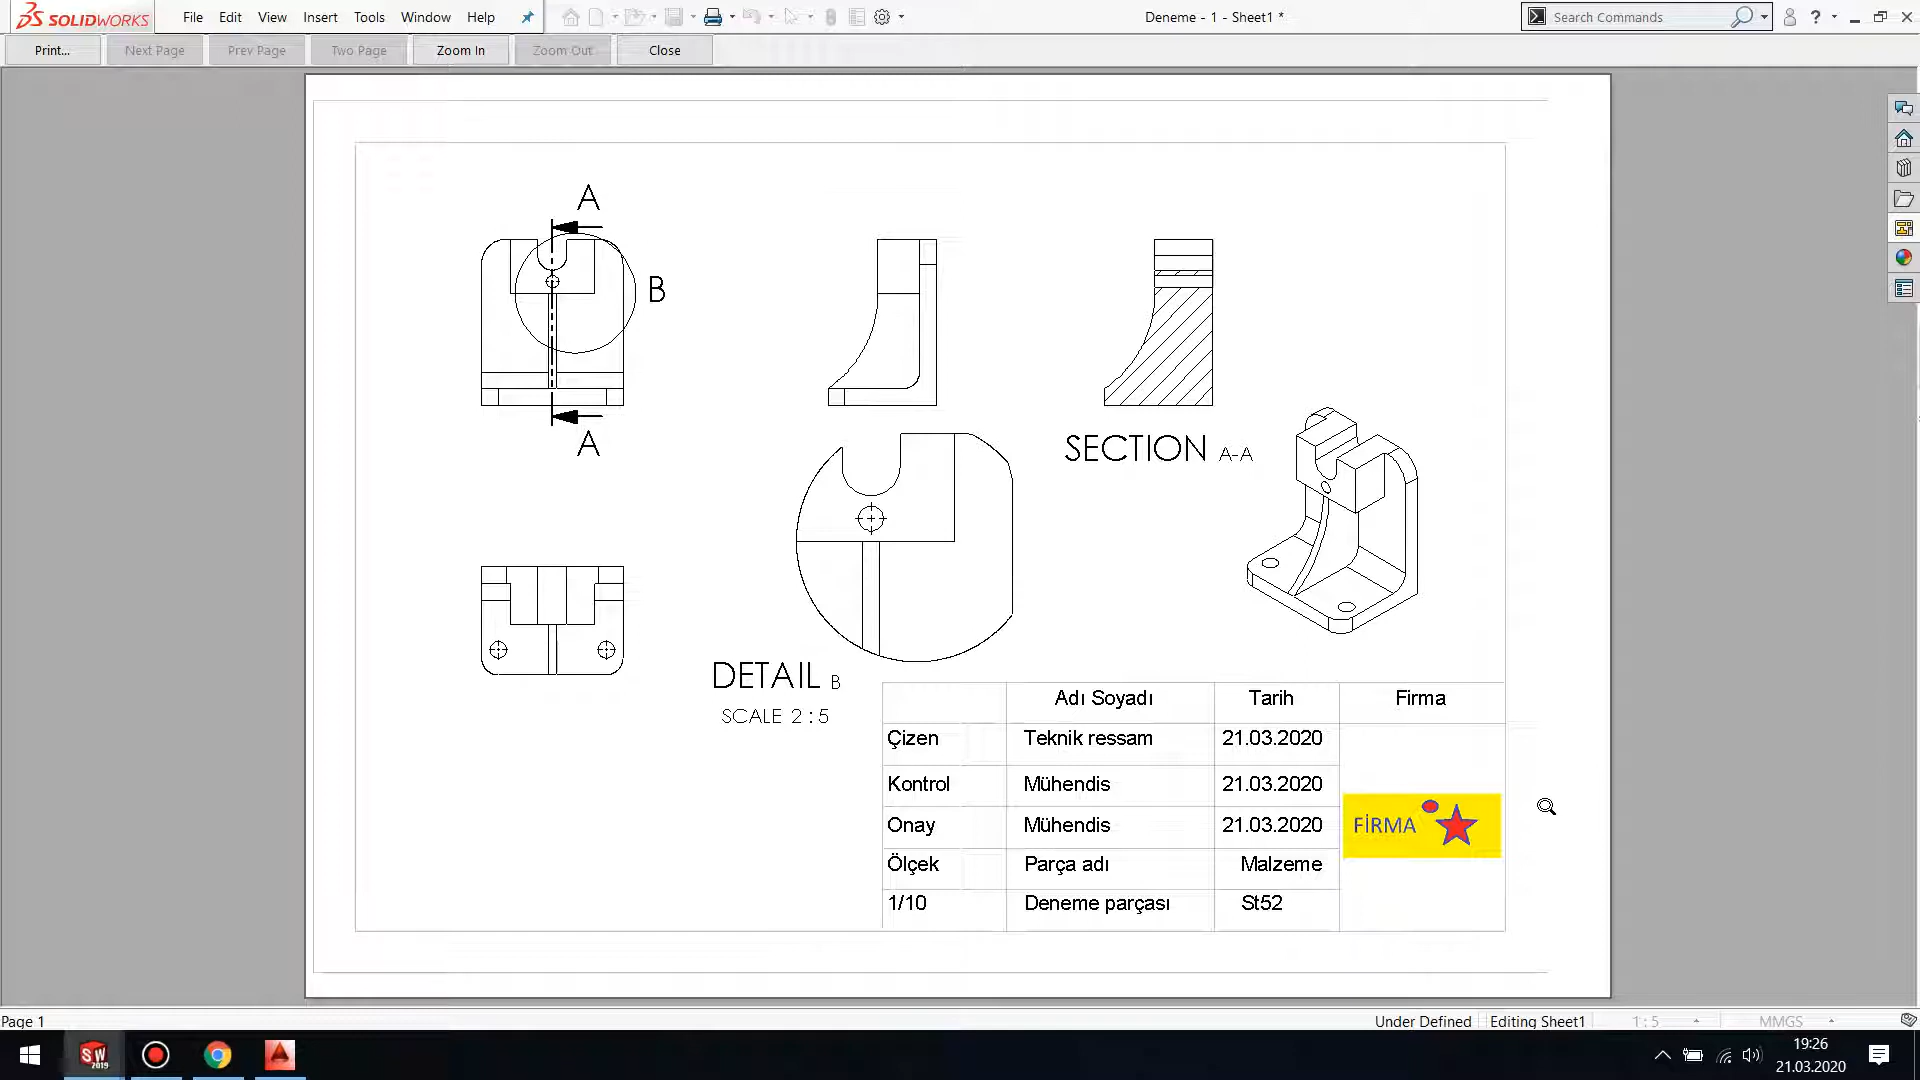 SOLIDWORKS File Edit View Insert Tools Window Help Deneme - 1 - Sheet1 * Search Commands ?
Print... Next Page Prev Page Two Page Zoom In Zoom Out Close
A
B
A
SECTION A-A
DETAIL B
SCALE 2 : 5
Adı Soyadı Tarih Firma
Çizen Teknik ressam 21.03.2020
Kontrol Mühendis 21.03.2020
Onay Mühendis 21.03.2020
FİRMA
Ölçek Parça adı Malzeme
1/10 Deneme parçası St52
Page 1 Under Defined Editing Sheet1 1 : 5 MMGS
SW 2019
19:26
21.03.2020